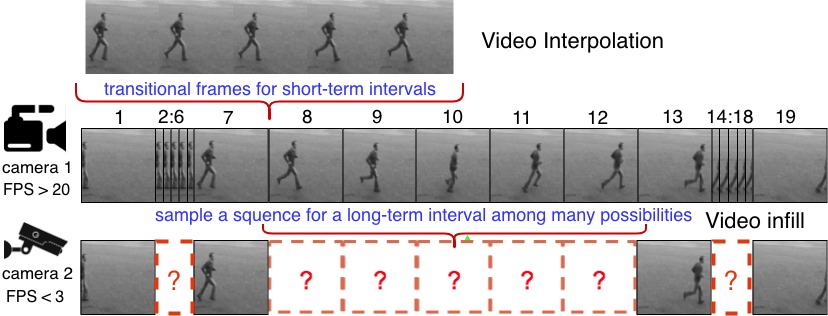 Video Interpolation
transitional frames for short-term intervals
1 2:6 7 8 9 10 11 12 13 14:18 19
camera 1
FPS > 20
sample a squence for a long-term interval among many possibilities
Video infill
camera 2
FPS < 3
? ? ? ? ? ? ?